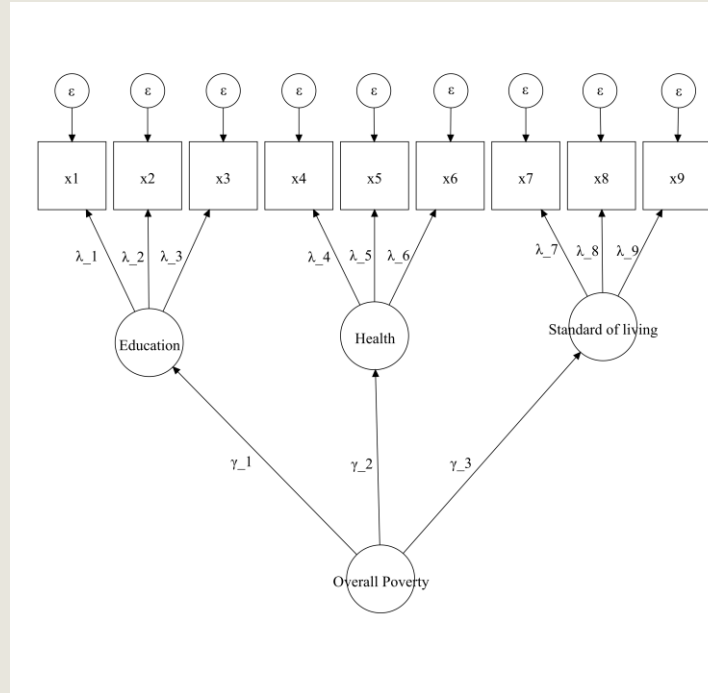 ε ε ε ε ε ε ε ε ε
x1 x2 x3 x4 x5 x6 x7 x8 x9
λ_1 λ_2 λ_3 λ_4 λ_5 λ_6 λ_7 λ_8 λ_9
Education Health Standard of living
γ_1 γ_2 γ_3
Overall Poverty